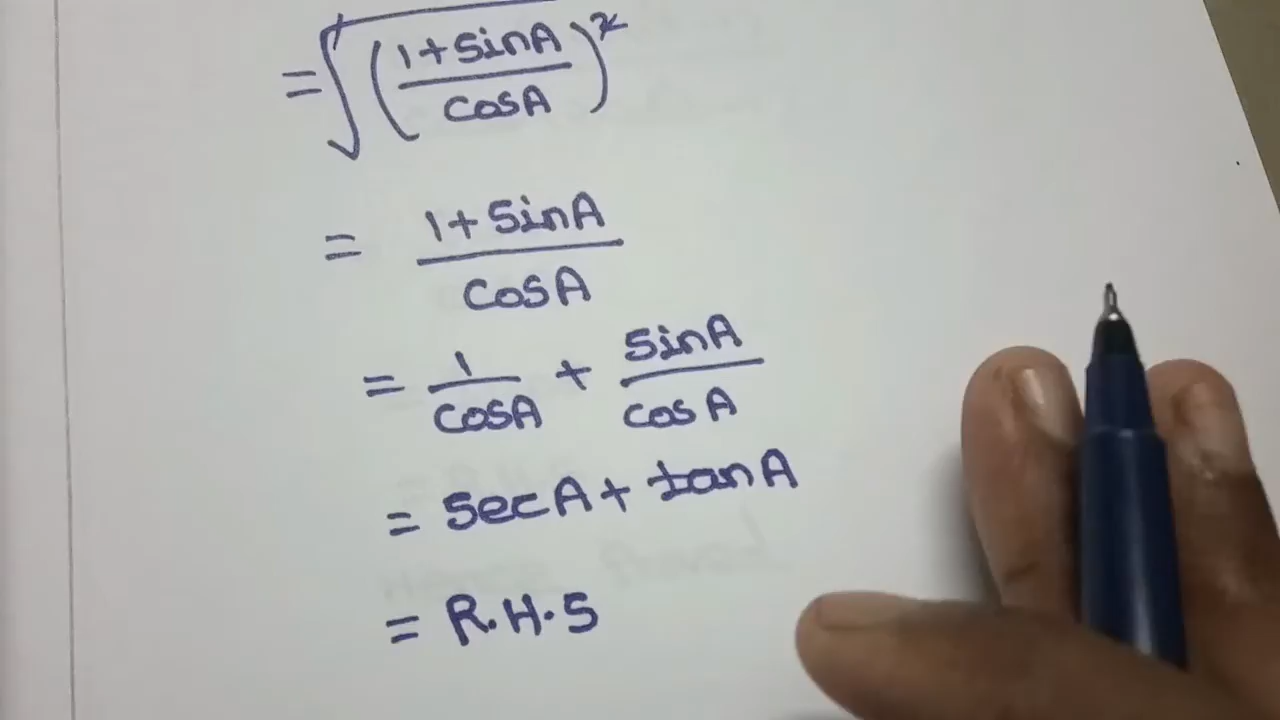 = √((1+sinA)/(cosA))²
= (1+sinA)/(cosA)
= 1/cosA + sinA/cosA
= secA + tanA
= R.H.S